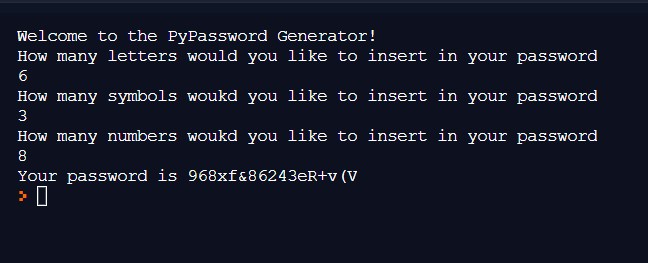 Welcome to the PyPassword Generator!
How many letters would you like to insert in your password
6
How many symbols woukd you like to insert in your password
3
How many numbers woukd you like to insert in your password
8
Your password is 968xf&86243eR+v(V
>